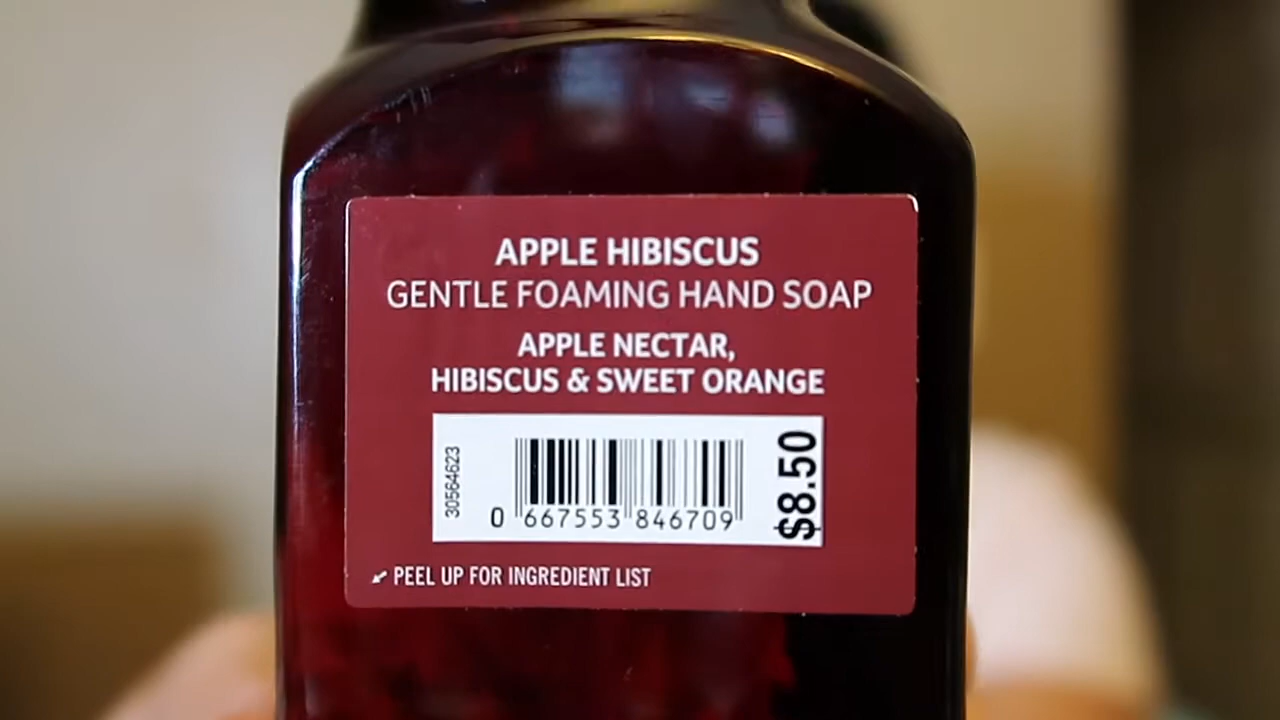 APPLE HIBISCUS
GENTLE FOAMING HAND SOAP
APPLE NECTAR,
HIBISCUS & SWEET ORANGE
30564623
$8.50
0 667553 846709
↙ PEEL UP FOR INGREDIENT LIST